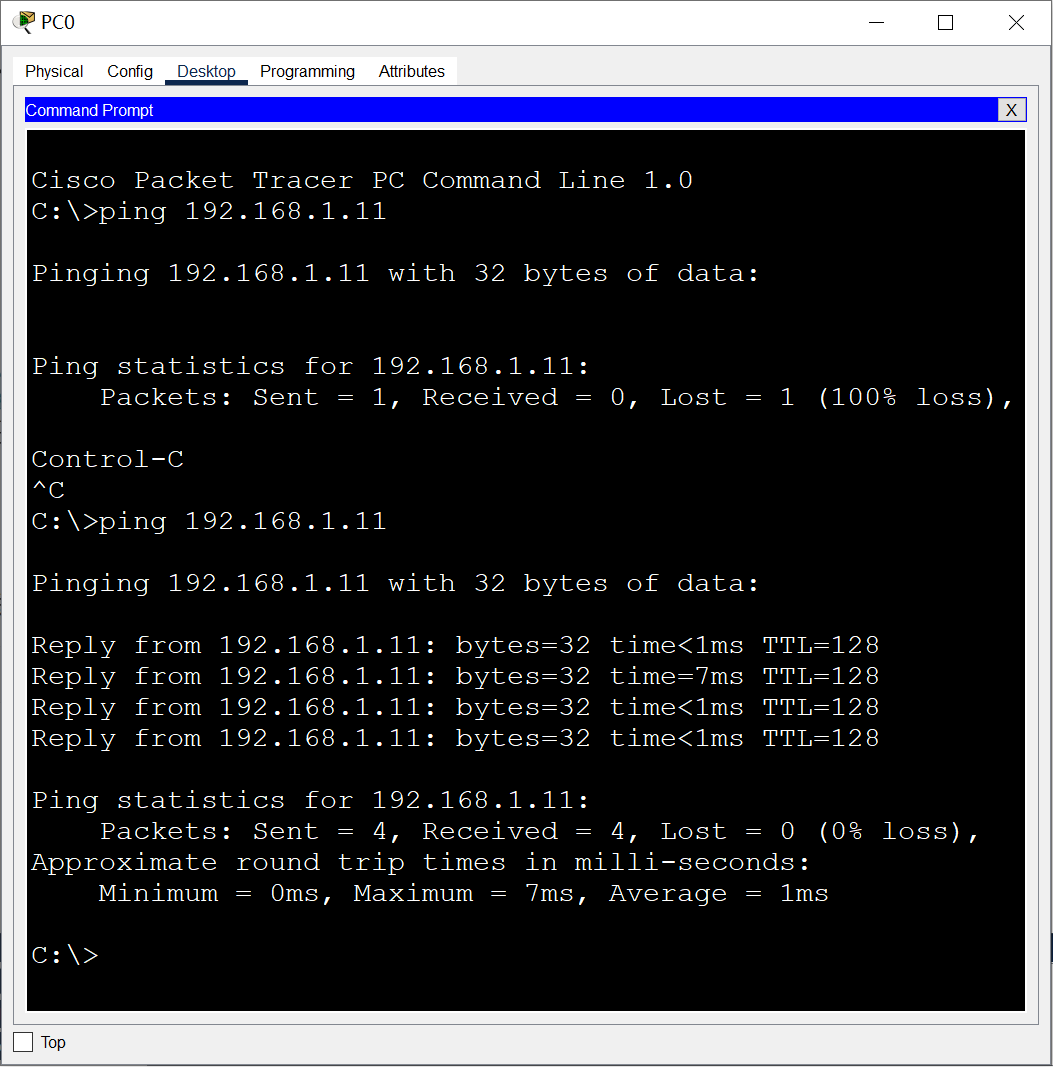 PC0
Physical Config Desktop Programming Attributes
Command Prompt X
Cisco Packet Tracer PC Command Line 1.0
C:\>ping 192.168.1.11
Pinging 192.168.1.11 with 32 bytes of data:
Ping statistics for 192.168.1.11:
    Packets: Sent = 1, Received = 0, Lost = 1 (100% loss),
Control-C
^C
C:\>ping 192.168.1.11
Pinging 192.168.1.11 with 32 bytes of data:
Reply from 192.168.1.11: bytes=32 time<1ms TTL=128
Reply from 192.168.1.11: bytes=32 time=7ms TTL=128
Reply from 192.168.1.11: bytes=32 time<1ms TTL=128
Reply from 192.168.1.11: bytes=32 time<1ms TTL=128
Ping statistics for 192.168.1.11:
    Packets: Sent = 4, Received = 4, Lost = 0 (0% loss),
Approximate round trip times in milli-seconds:
    Minimum = 0ms, Maximum = 7ms, Average = 1ms
C:\>
Top